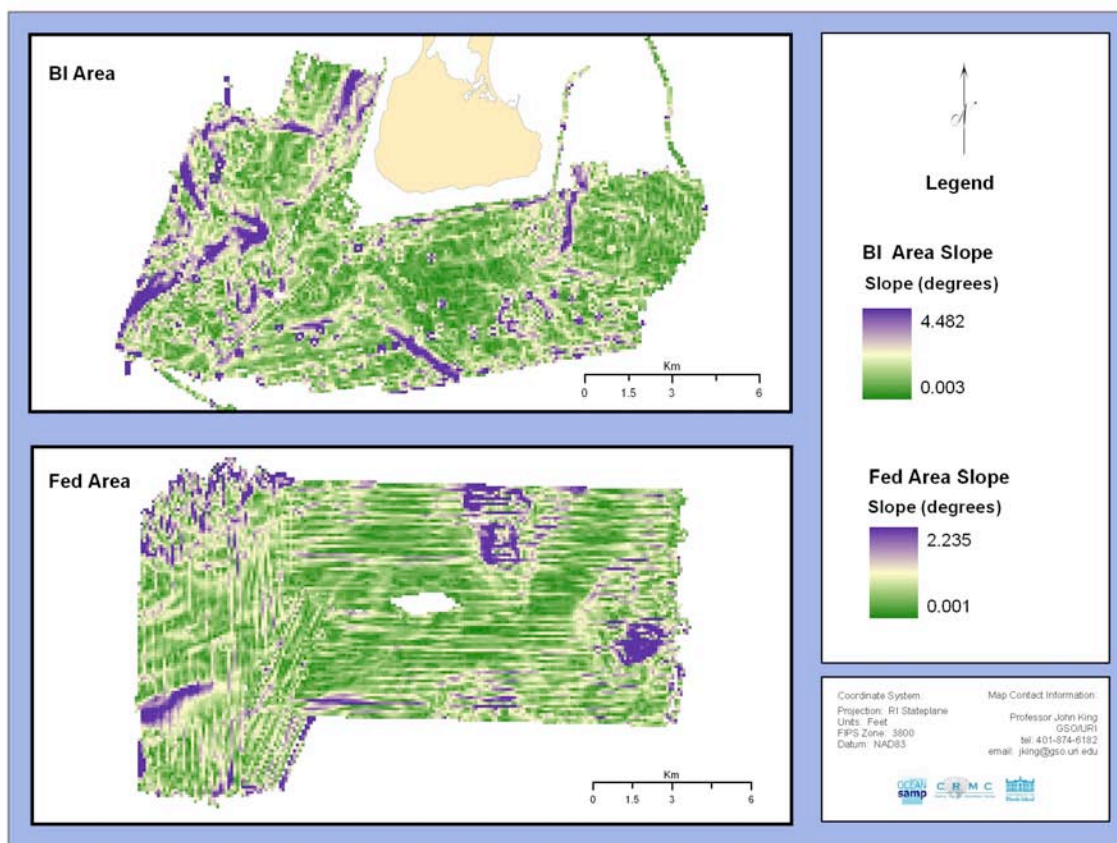 BI Area
Km
0 1.5 3 6
Fed Area
Km
0 1.5 3 6
N
Legend
BI Area Slope
Slope (degrees)
4.482
0.003
Fed Area Slope
Slope (degrees)
2.235
0.001
Coordinate System:
Projection: RI Stateplane
Units: Feet
FIPS Zone: 3800
Datum: NAD83
Map Contact Information:
Professor John King
GSO/URI
tel: 401-874-6182
email: jking@gso.uri.edu
OCEAN
samp
C R M C